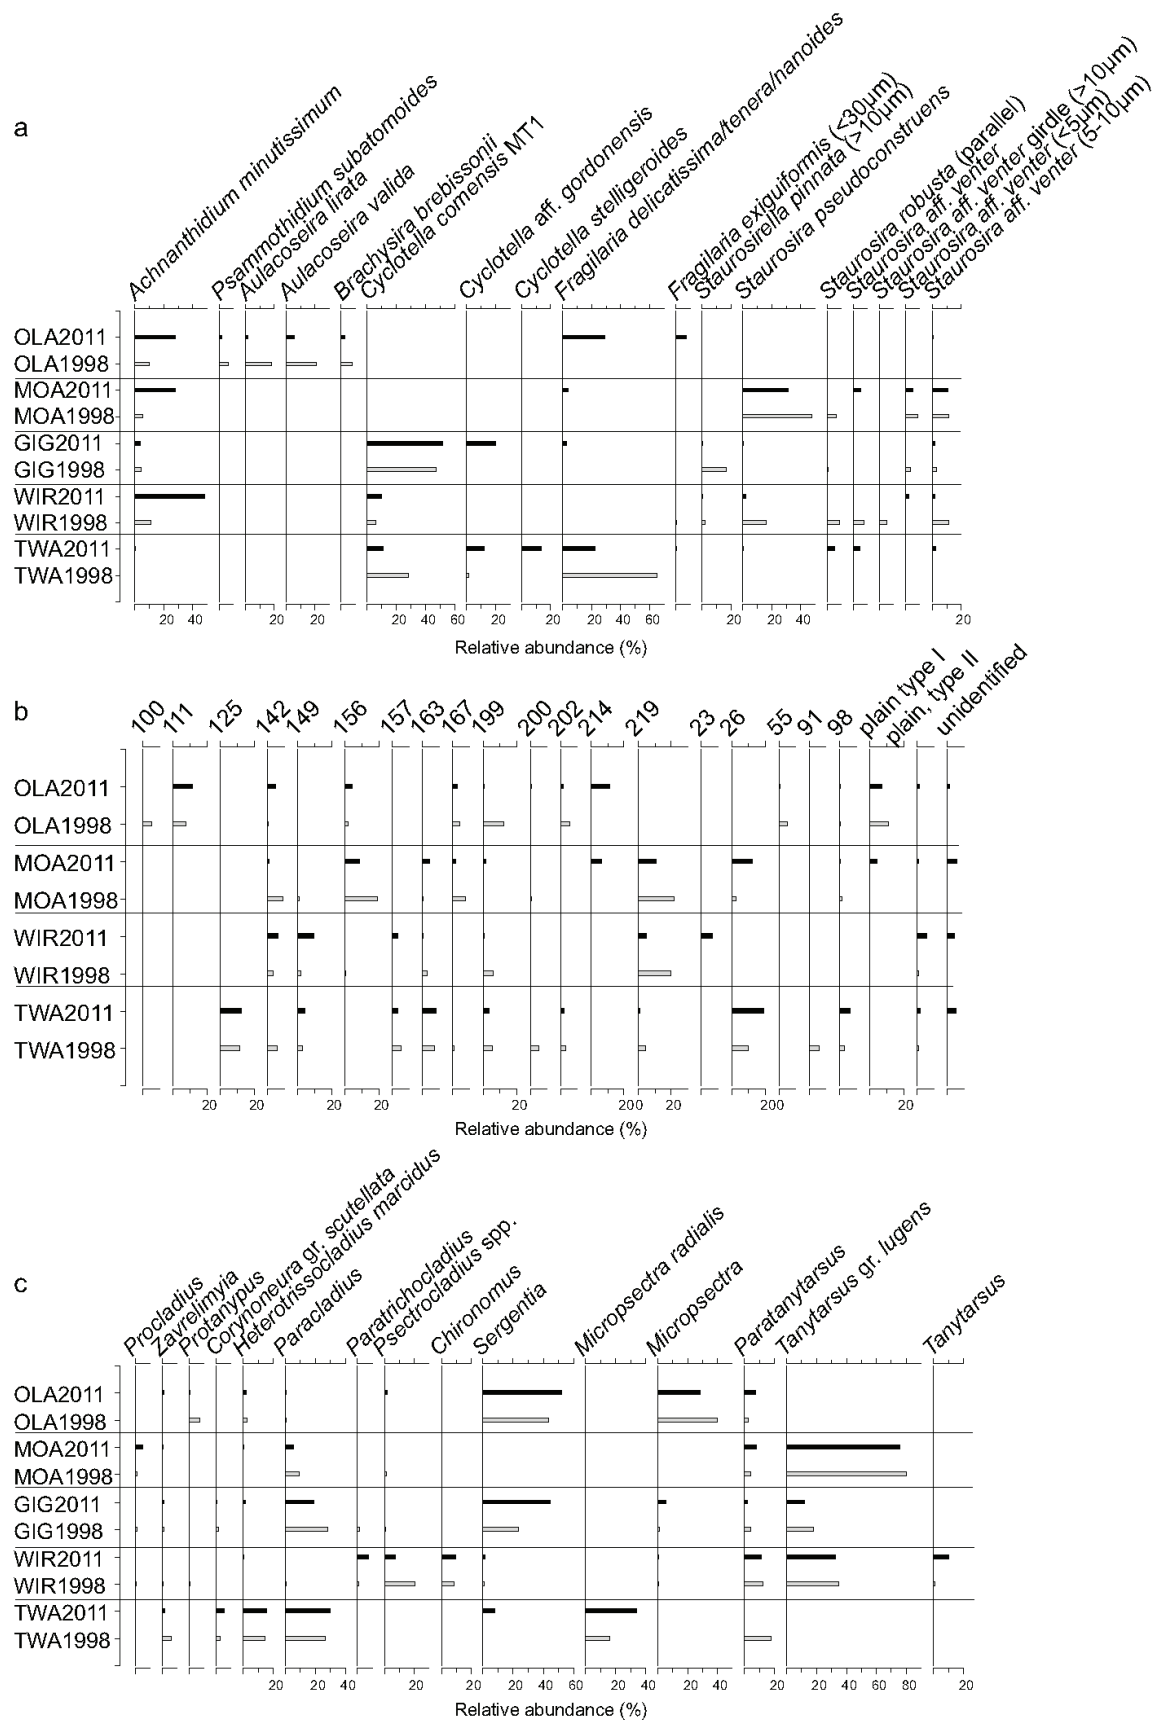 a
Achnanthidium minutissimum
Psammothidium subatomoides
Aulacoseira lirata
Aulacoseira valida
Brachysira brebissonii
Cyclotella comensis MT1
Cyclotella aff. gordonensis
Cyclotella stelligeroides
Fragilaria delicatissima/tenera/nanoides
Fragilaria exiguiformis (<30µm)
Staurosirella pinnata (>10µm)
Staurosira pseudoconstruens
Staurosira robusta (parallel)
Staurosira aff. venter
Staurosira aff. venter girdle (>10µm)
Staurosira aff. venter (<5µm)
Staurosira aff. venter (5-10µm)
OLA2011
OLA1998
MOA2011
MOA1998
GIG2011
GIG1998
WIR2011
WIR1998
TWA2011
TWA1998
20 40 20 20 20 40 60 20 20 20 40 60 20 20 40 20
Relative abundance (%)
b
100 111 125 142 149 156 157 163 167 199 200 202 214 219 23 26 55 91 98 plain type I plain, type II unidentified
OLA2011
OLA1998
MOA2011
MOA1998
WIR2011
WIR1998
TWA2011
TWA1998
20 20 20 20 20 200 20 200 20
Relative abundance (%)
c
Procladius
Zavrelimyia
Protanypus
Corynoneura gr. scutellata
Heterotrissocladius marcidus
Paracladius
Paratrichocladius
Psectrocladius spp.
Chironomus
Sergentia
Micropsectra radialis
Micropsectra
Paratanytarsus
Tanytarsus gr. lugens
Tanytarsus
OLA2011
OLA1998
MOA2011
MOA1998
GIG2011
GIG1998
WIR2011
WIR1998
TWA2011
TWA1998
20 20 40 20 20 20 40 60 20 40 20 40 20 20 40 60 80 20
Relative abundance (%)